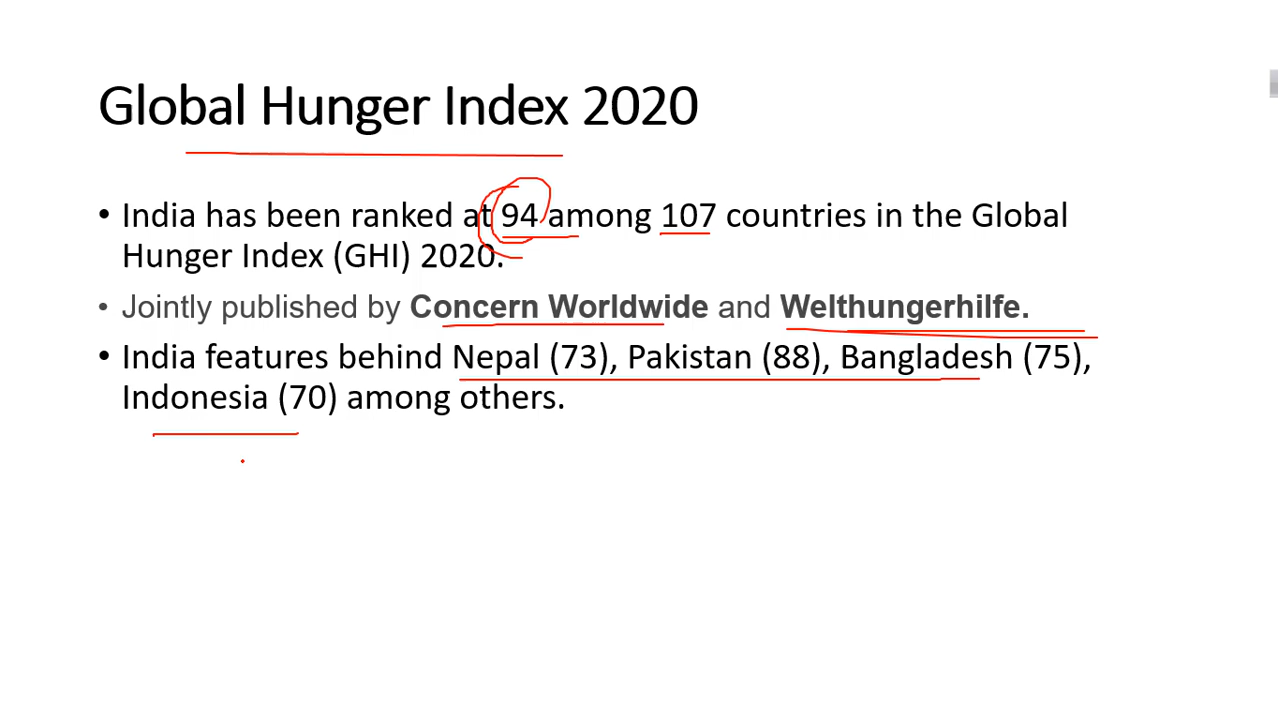 Global Hunger Index 2020
• India has been ranked at 94 among 107 countries in the Global
Hunger Index (GHI) 2020.
• Jointly published by Concern Worldwide and Welthungerhilfe.
• India features behind Nepal (73), Pakistan (88), Bangladesh (75),
Indonesia (70) among others.